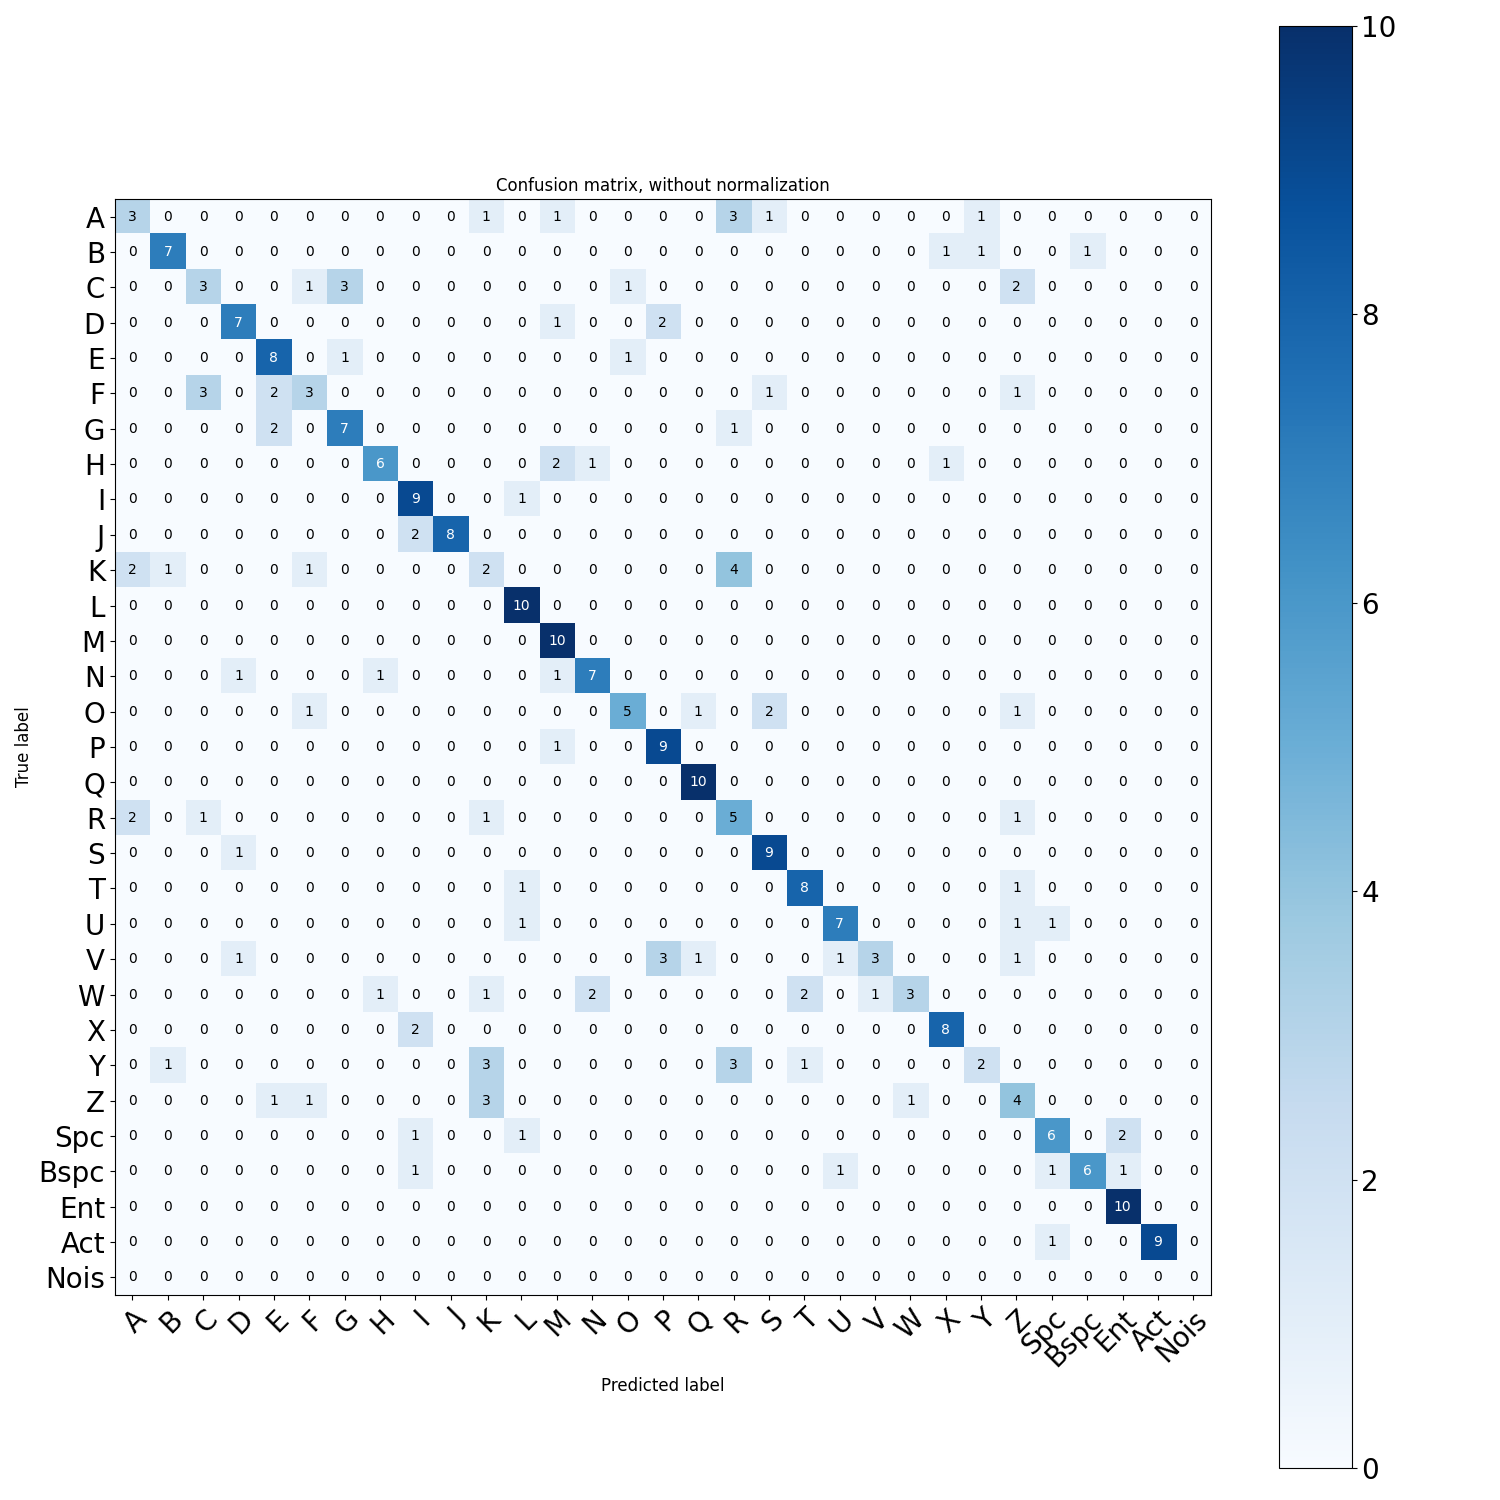 Confusion matrix, without normalization
A 3 0 0 0 0 0 0 0 0 0 1 0 1 0 0 0 0 3 1 0 0 0 0 0 1 0 0 0 0 0 0
B 0 7 0 0 0 0 0 0 0 0 0 0 0 0 0 0 0 0 0 0 0 0 0 1 1 0 0 1 0 0 0
C 0 0 3 0 0 1 3 0 0 0 0 0 0 0 1 0 0 0 0 0 0 0 0 0 0 2 0 0 0 0 0
D 0 0 0 7 0 0 0 0 0 0 0 0 1 0 0 2 0 0 0 0 0 0 0 0 0 0 0 0 0 0 0
E 0 0 0 0 8 0 1 0 0 0 0 0 0 0 1 0 0 0 0 0 0 0 0 0 0 0 0 0 0 0 0
F 0 0 3 0 2 3 0 0 0 0 0 0 0 0 0 0 0 0 1 0 0 0 0 0 0 1 0 0 0 0 0
G 0 0 0 0 2 0 7 0 0 0 0 0 0 0 0 0 0 1 0 0 0 0 0 0 0 0 0 0 0 0 0
H 0 0 0 0 0 0 0 6 0 0 0 0 2 1 0 0 0 0 0 0 0 0 0 1 0 0 0 0 0 0 0
I 0 0 0 0 0 0 0 0 9 0 0 1 0 0 0 0 0 0 0 0 0 0 0 0 0 0 0 0 0 0 0
J 0 0 0 0 0 0 0 0 2 8 0 0 0 0 0 0 0 0 0 0 0 0 0 0 0 0 0 0 0 0 0
K 2 1 0 0 0 1 0 0 0 0 2 0 0 0 0 0 0 4 0 0 0 0 0 0 0 0 0 0 0 0 0
L 0 0 0 0 0 0 0 0 0 0 0 10 0 0 0 0 0 0 0 0 0 0 0 0 0 0 0 0 0 0 0
M 0 0 0 0 0 0 0 0 0 0 0 0 10 0 0 0 0 0 0 0 0 0 0 0 0 0 0 0 0 0 0
N 0 0 0 1 0 0 0 1 0 0 0 0 1 7 0 0 0 0 0 0 0 0 0 0 0 0 0 0 0 0 0
O 0 0 0 0 0 1 0 0 0 0 0 0 0 0 5 0 1 0 2 0 0 0 0 0 0 1 0 0 0 0 0
P 0 0 0 0 0 0 0 0 0 0 0 0 1 0 0 9 0 0 0 0 0 0 0 0 0 0 0 0 0 0 0
Q 0 0 0 0 0 0 0 0 0 0 0 0 0 0 0 0 10 0 0 0 0 0 0 0 0 0 0 0 0 0 0
R 2 0 1 0 0 0 0 0 0 0 1 0 0 0 0 0 0 5 0 0 0 0 0 0 0 1 0 0 0 0 0
S 0 0 0 1 0 0 0 0 0 0 0 0 0 0 0 0 0 0 9 0 0 0 0 0 0 0 0 0 0 0 0
T 0 0 0 0 0 0 0 0 0 0 0 1 0 0 0 0 0 0 0 8 0 0 0 0 0 1 0 0 0 0 0
U 0 0 0 0 0 0 0 0 0 0 0 1 0 0 0 0 0 0 0 0 7 0 0 0 0 1 1 0 0 0 0
V 0 0 0 1 0 0 0 0 0 0 0 0 0 0 0 3 1 0 0 0 1 3 0 0 0 1 0 0 0 0 0
W 0 0 0 0 0 0 0 1 0 0 1 0 0 2 0 0 0 0 0 2 0 1 3 0 0 0 0 0 0 0 0
X 0 0 0 0 0 0 0 0 2 0 0 0 0 0 0 0 0 0 0 0 0 0 0 8 0 0 0 0 0 0 0
Y 0 1 0 0 0 0 0 0 0 0 3 0 0 0 0 0 0 3 0 1 0 0 0 0 2 0 0 0 0 0 0
Z 0 0 0 0 1 1 0 0 0 0 3 0 0 0 0 0 0 0 0 0 0 0 1 0 0 4 0 0 0 0 0
Spc 0 0 0 0 0 0 0 0 1 0 0 1 0 0 0 0 0 0 0 0 0 0 0 0 0 0 6 0 2 0 0
Bspc 0 0 0 0 0 0 0 0 1 0 0 0 0 0 0 0 0 0 0 0 1 0 0 0 0 0 1 6 1 0 0
Ent 0 0 0 0 0 0 0 0 0 0 0 0 0 0 0 0 0 0 0 0 0 0 0 0 0 0 0 0 10 0 0
Act 0 0 0 0 0 0 0 0 0 0 0 0 0 0 0 0 0 0 0 0 0 0 0 0 0 0 1 0 0 9 0
Nois 0 0 0 0 0 0 0 0 0 0 0 0 0 0 0 0 0 0 0 0 0 0 0 0 0 0 0 0 0 0 0
A B C D E F G H I J K L M N O P Q R S T U V W X Y Z Spc Bspc Ent Act Nois
Predicted label
True label
10
8
6
4
2
0